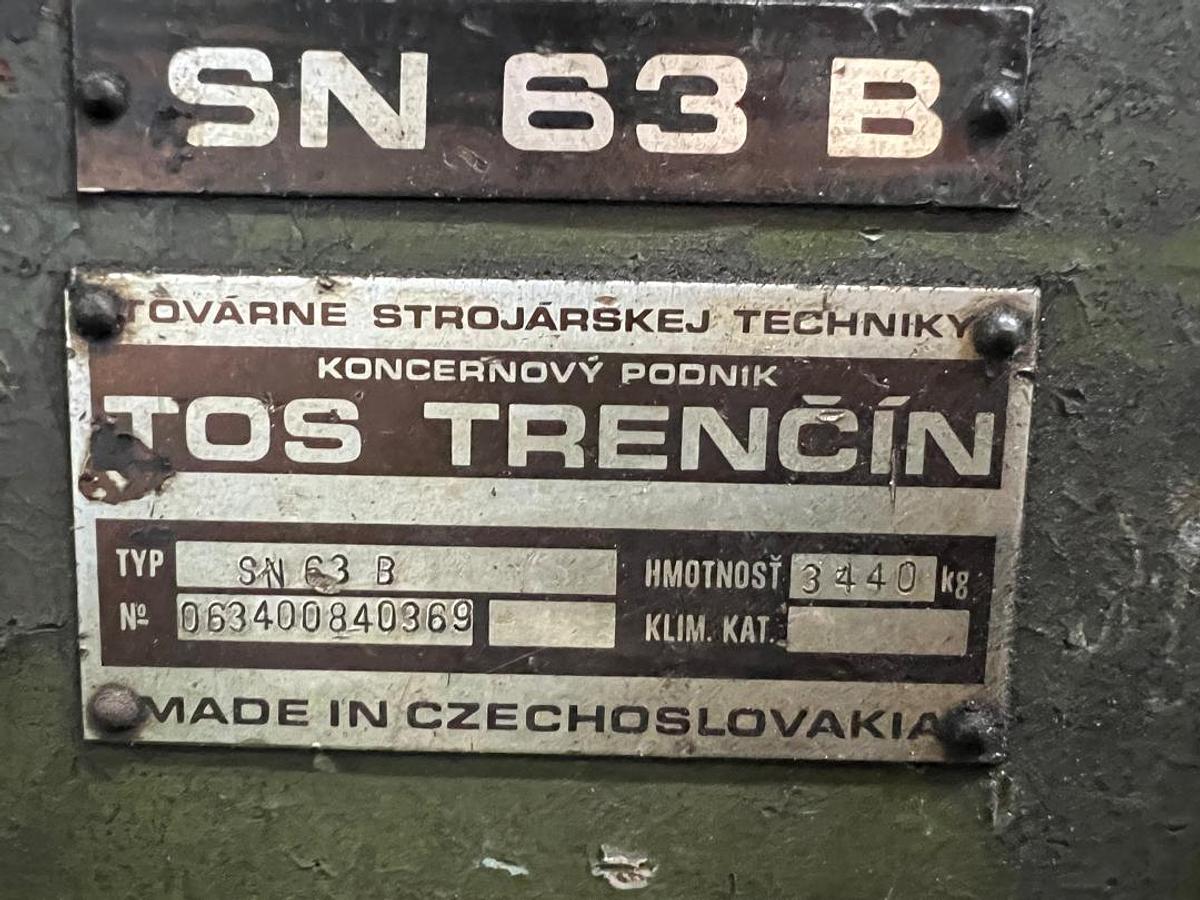 SN 63 B
TOVÁRNE STROJÁRSKEJ TECHNIKY
KONCERNOVÝ PODNIK
TOS TRENČÍN
TYP SN 63 B HMOTNOSŤ 3440 kg
Nº 063400840369 KLIM. KAT.
MADE IN CZECHOSLOVAKIA